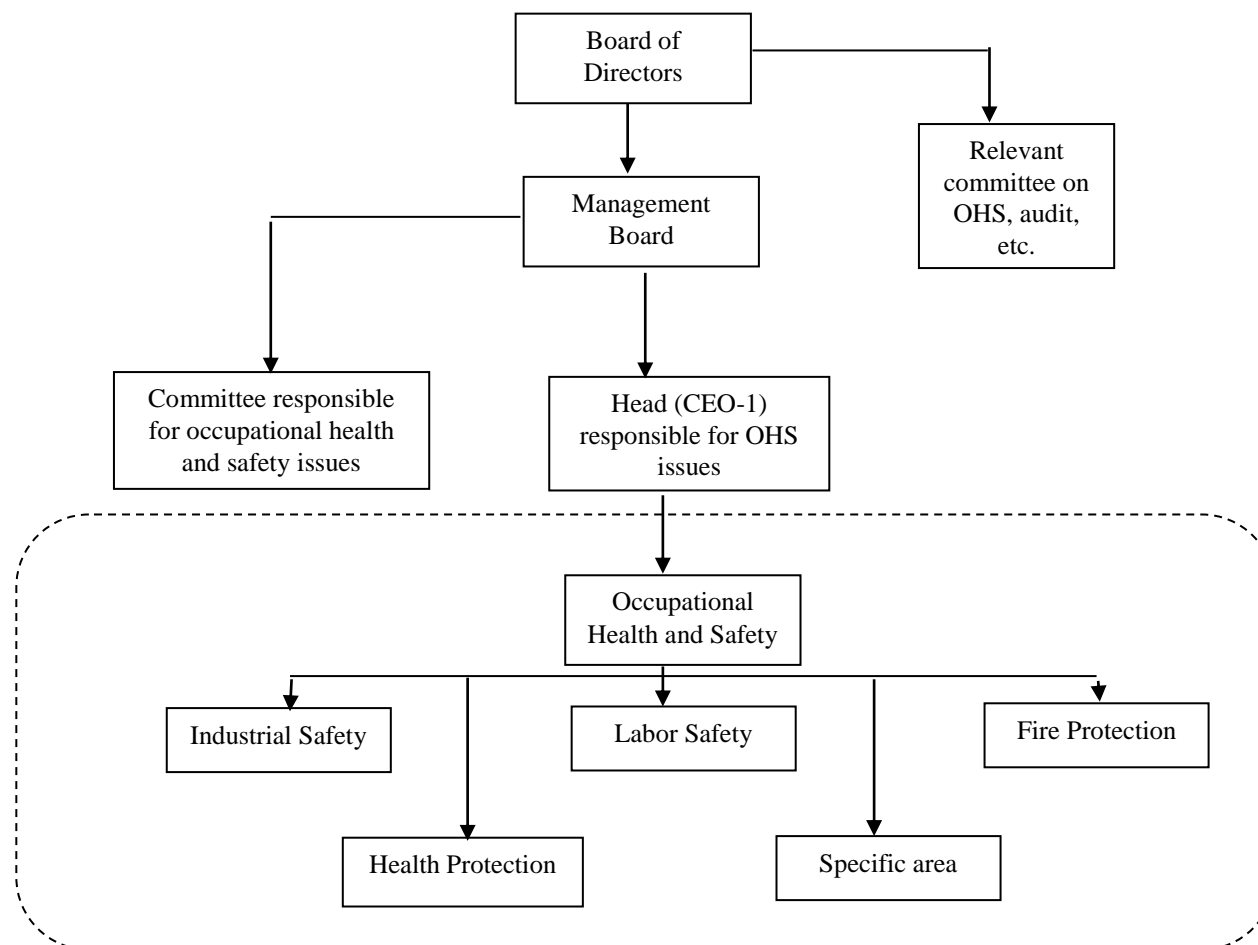 Board of
Directors
Relevant
committee on
OHS, audit,
etc.
Management
Board
Committee responsible
for occupational health
and safety issues
Head (CEO-1)
responsible for OHS
issues
Occupational
Health and Safety
Industrial Safety
Labor Safety
Fire Protection
Health Protection
Specific area